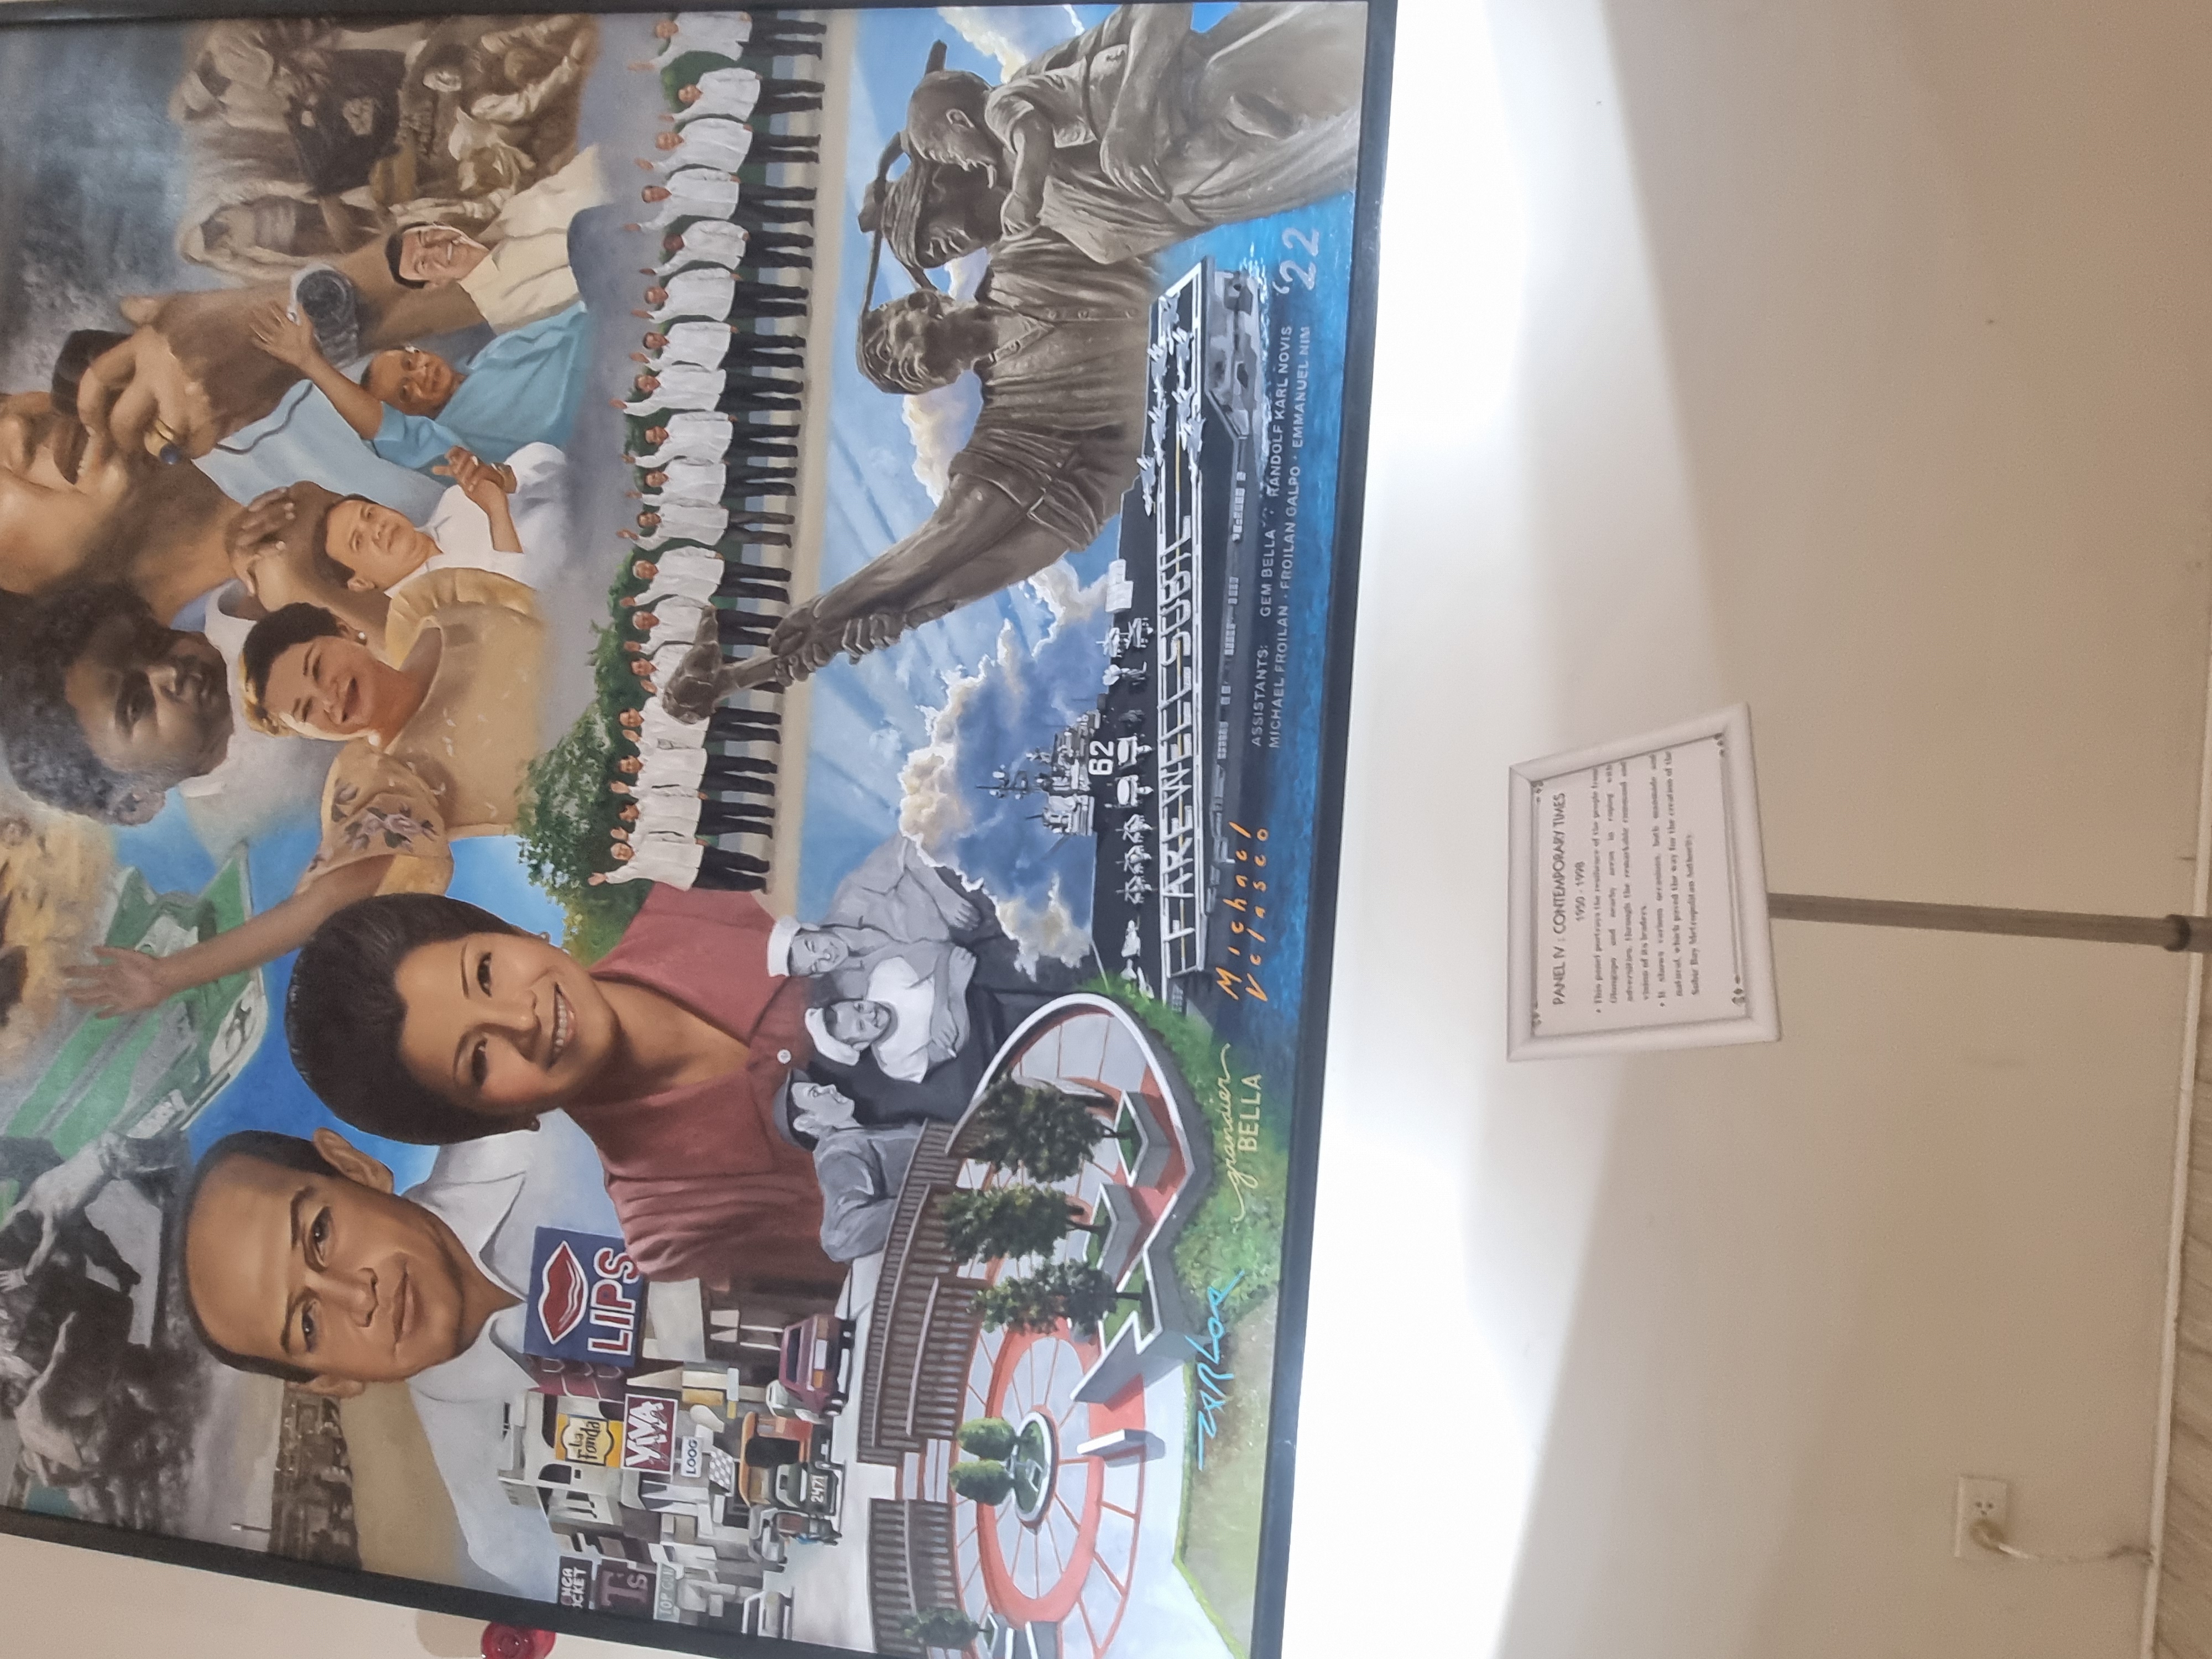 LIPS
La
Fonda
VIVA
TOP GUN
LOOG
2471
62
FAREWELL SUBIC
grandier
BELLA
Michael
Velasco
ASSISTANTS: GEM BELLA · RANDOLF KARL NOVIS
MICHAEL FROILAN · FROILAN GALPO · EMMANUEL NIM
'22
PANEL IV : CONTEMPORARY TIMES
1950 - 1998
• This panel portrays the resilience of the people from
Olongapo and nearby areas in coping with
adversities, through the remarkable command and
vision of its leaders.
• It shows various occasions, both manmade and
natural, which paved the way for the creation of the
Subic Bay Metropolitan Authority.